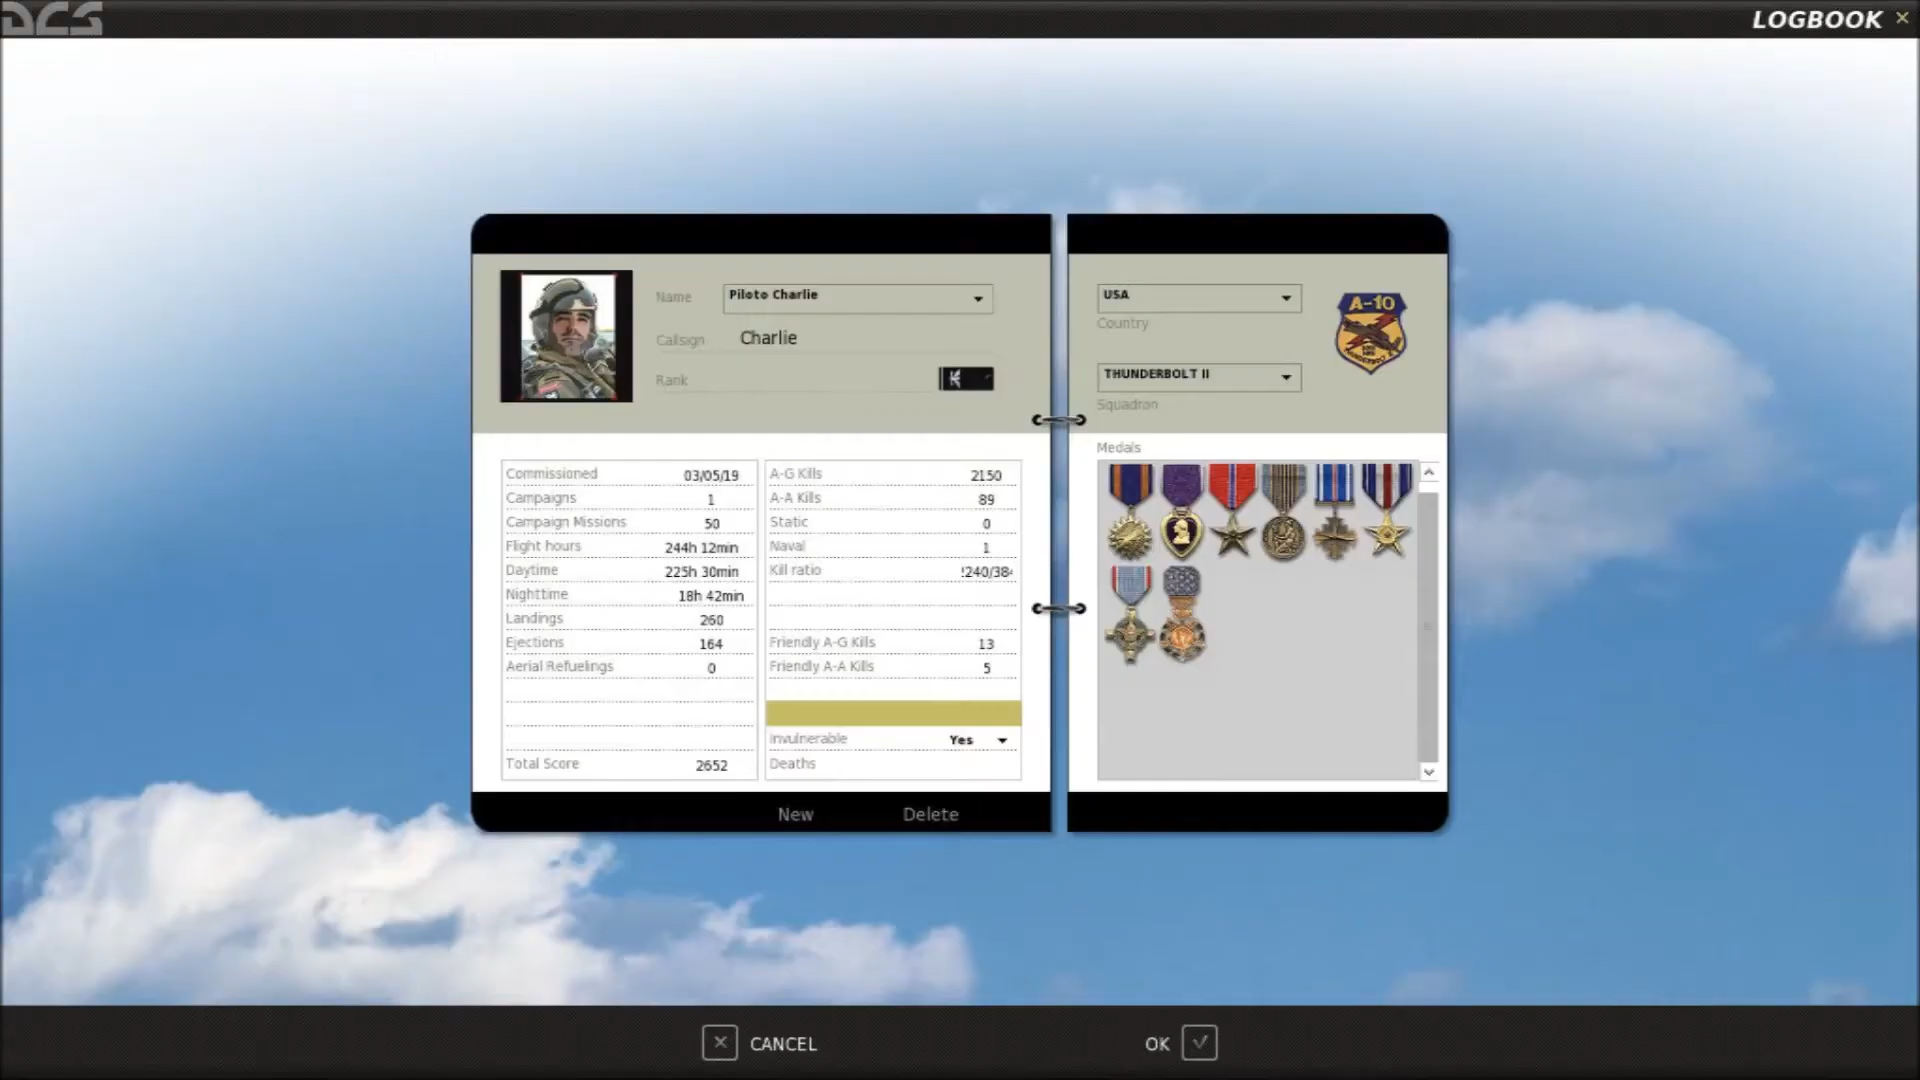 DCS
LOGBOOK
Name
Piloto Charlie
Callsign
Charlie
Rank
USA
Country
THUNDERBOLT II
Squadron
A-10
Commissioned 03/05/19
Campaigns 1
Campaign Missions 50
Flight hours 244h 12min
Daytime 225h 30min
Nighttime 18h 42min
Landings 260
Ejections 164
Aerial Refuelings 0
Total Score 2652
A-G Kills 2150
A-A Kills 89
Static 0
Naval 1
Kill ratio 240/38
Friendly A-G Kills 13
Friendly A-A Kills 5
Invulnerable Yes
Deaths
Medals
New
Delete
CANCEL
OK